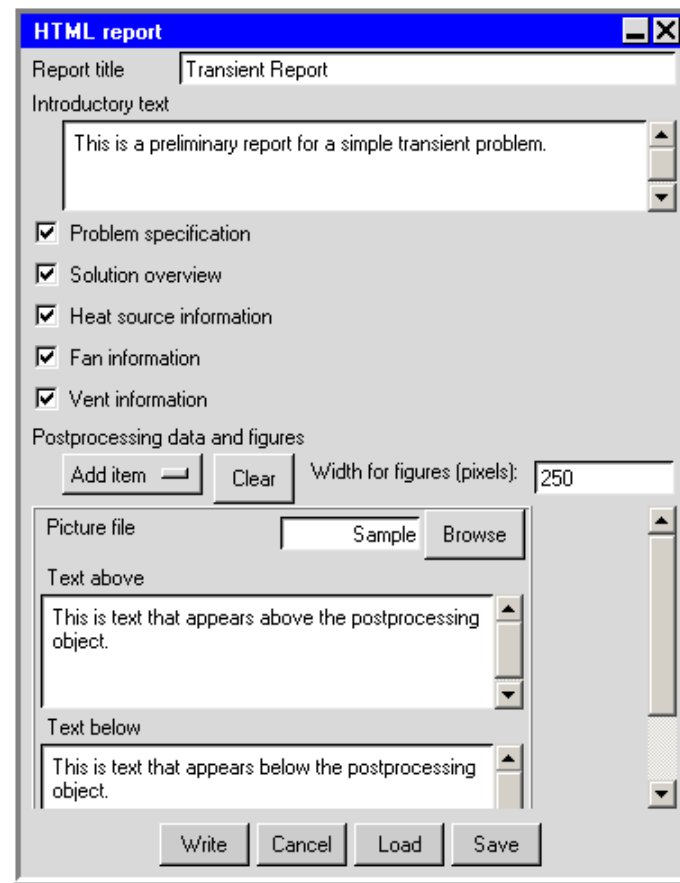 HTML report
Report title Transient Report
Introductory text
This is a preliminary report for a simple transient problem.
Problem specification
Solution overview
Heat source information
Fan information
Vent information
Postprocessing data and figures
Add item Clear Width for figures (pixels): 250
Picture file Sample Browse
Text above
This is text that appears above the postprocessing
object.
Text below
This is text that appears below the postprocessing
object.
Write Cancel Load Save